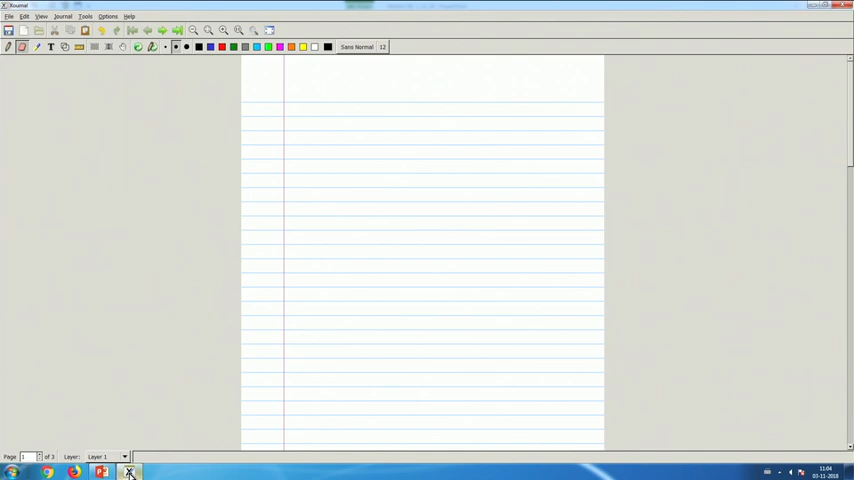 Xournal
File Edit View Journal Tools Options Help
Sans Normal 12
Page 1 of 3 Layer: Layer 1
11:04
03-11-2018